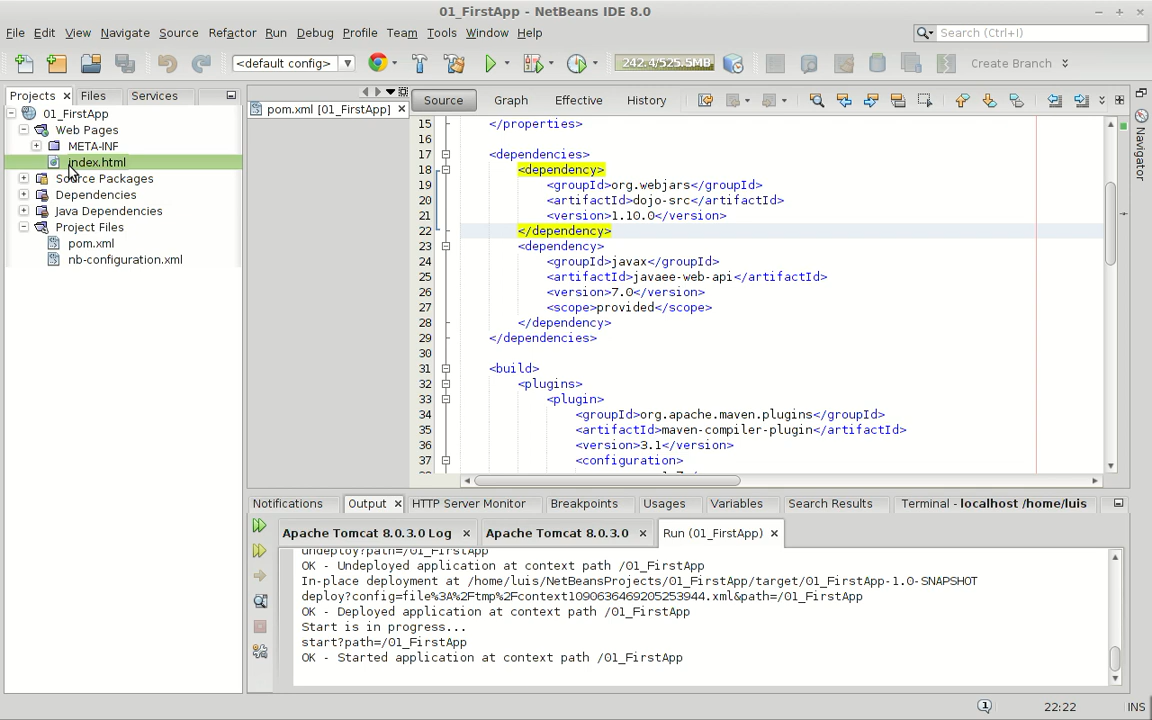 01_FirstApp - NetBeans IDE 8.0
File Edit View Navigate Source Refactor Run Debug Profile Team Tools Window Help
Search (Ctrl+I)
<default config>
242.4/525.5MB
Create Branch
Projects
Files
Services
01_FirstApp
Web Pages
META-INF
index.html
Source Packages
Dependencies
Java Dependencies
Project Files
pom.xml
nb-configuration.xml
pom.xml [01_FirstApp]
Source Graph Effective History
15 </properties>
16
17 <dependencies>
18 <dependency>
19 <groupId>org.webjars</groupId>
20 <artifactId>dojo-src</artifactId>
21 <version>1.10.0</version>
22 </dependency>
23 <dependency>
24 <groupId>javax</groupId>
25 <artifactId>javaee-web-api</artifactId>
26 <version>7.0</version>
27 <scope>provided</scope>
28 </dependency>
29 </dependencies>
30
31 <build>
32 <plugins>
33 <plugin>
34 <groupId>org.apache.maven.plugins</groupId>
35 <artifactId>maven-compiler-plugin</artifactId>
36 <version>3.1</version>
37 <configuration>
Navigator
Notifications Output HTTP Server Monitor Breakpoints Usages Variables Search Results Terminal - localhost /home/luis
Apache Tomcat 8.0.3.0 Log Apache Tomcat 8.0.3.0 Run (01_FirstApp)
undeploy?path=/01_FirstApp
OK - Undeployed application at context path /01_FirstApp
In-place deployment at /home/luis/NetBeansProjects/01_FirstApp/target/01_FirstApp-1.0-SNAPSHOT
deploy?config=file%3A%2Ftmp%2Fcontext1090636469205253944.xml&path=/01_FirstApp
OK - Deployed application at context path /01_FirstApp
Start is in progress...
start?path=/01_FirstApp
OK - Started application at context path /01_FirstApp
1
22:22
INS